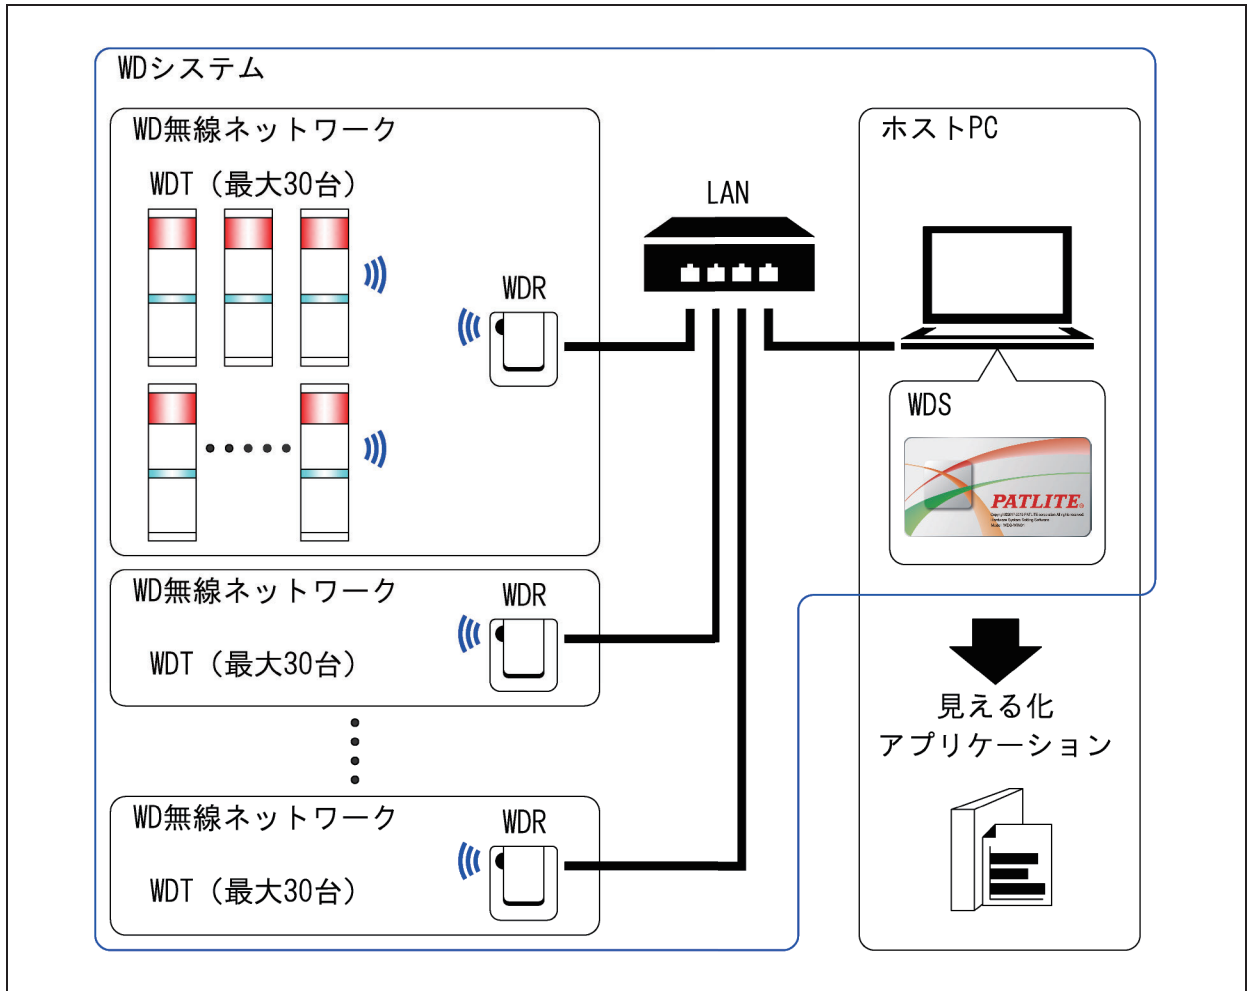 WDシステム
WD無線ネットワーク
WDT（最大30台）
WDR
LAN
ホストPC
WDS
PATLITE®
WD無線ネットワーク
WDR
WDT（最大30台）
WD無線ネットワーク
WDR
WDT（最大30台）
見える化
アプリケーション